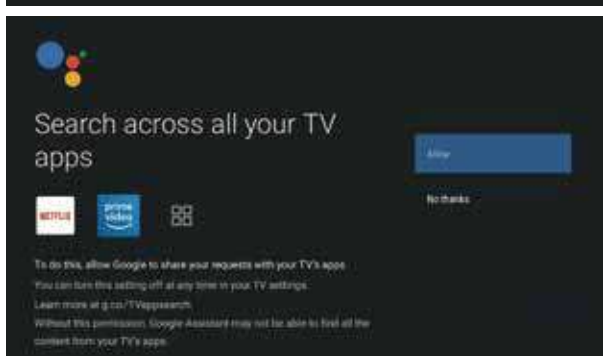 Search across all your TV
apps
Allow
No thanks
NETFLIX
prime
video
To do this, allow Google to share your requests with your TV's apps.
You can turn this setting off at any time in your TV settings.
Learn more at g.co/TVappsearch.
Without this permission, Google Assistant may not be able to find all the
content from your TV's apps.